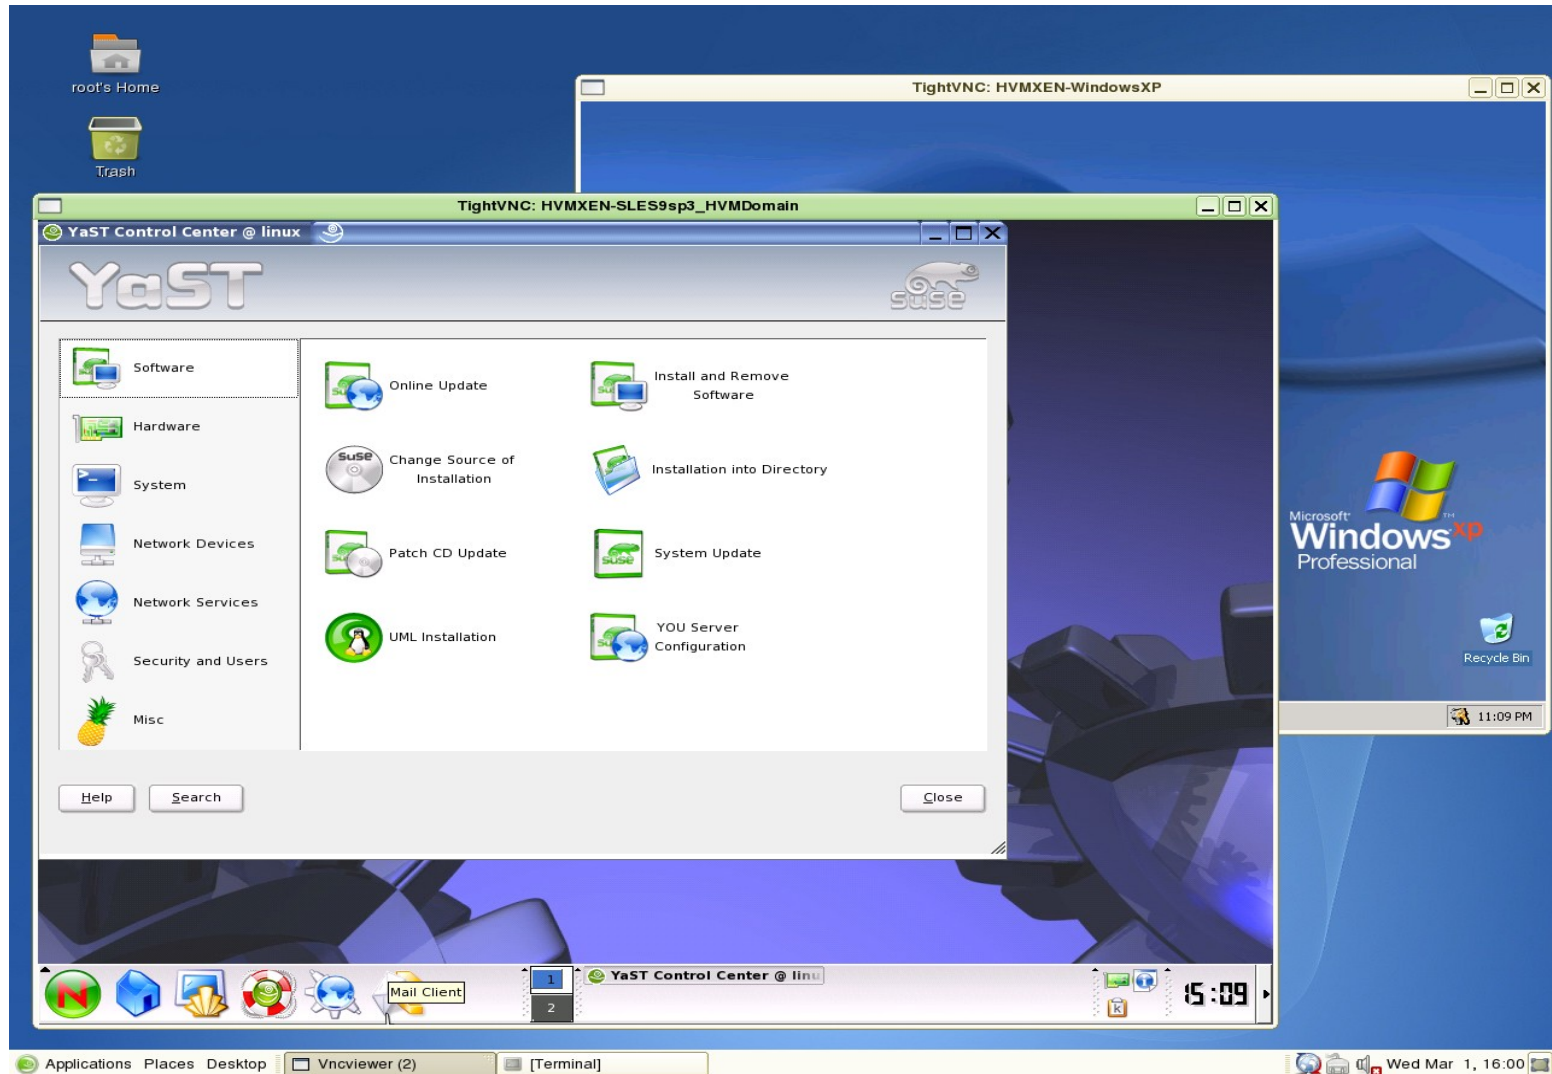 root's Home
Trash
TightVNC: HVMXEN-WindowsXP
TightVNC: HVMXEN-SLES9sp3_HVMDomain
YaST Control Center @ linux
YaST
SUSE
Software
Hardware
System
Network Devices
Network Services
Security and Users
Misc
Online Update
Install and Remove
Software
Change Source of
Installation
Installation into Directory
Patch CD Update
System Update
UML Installation
YOU Server
Configuration
Help
Search
Close
Microsoft
Windows xp
Professional
Recycle Bin
11:09 PM
N
Mail Client
1
2
YaST Control Center @ linu
15:09
Applications Places Desktop
Vncviewer (2)
[Terminal]
Wed Mar 1, 16:00